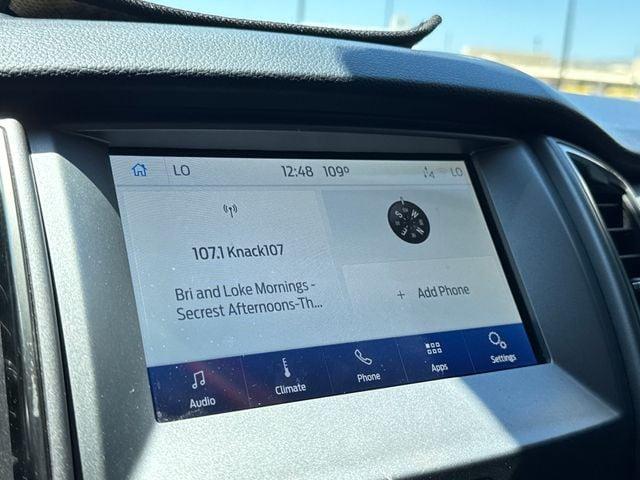 LO 12:48 109° 4 LO
107.1 Knack107
Bri and Loke Mornings -
Secrest Afternoons-Th...
S W N E
+ Add Phone
Audio Climate Phone Apps Settings